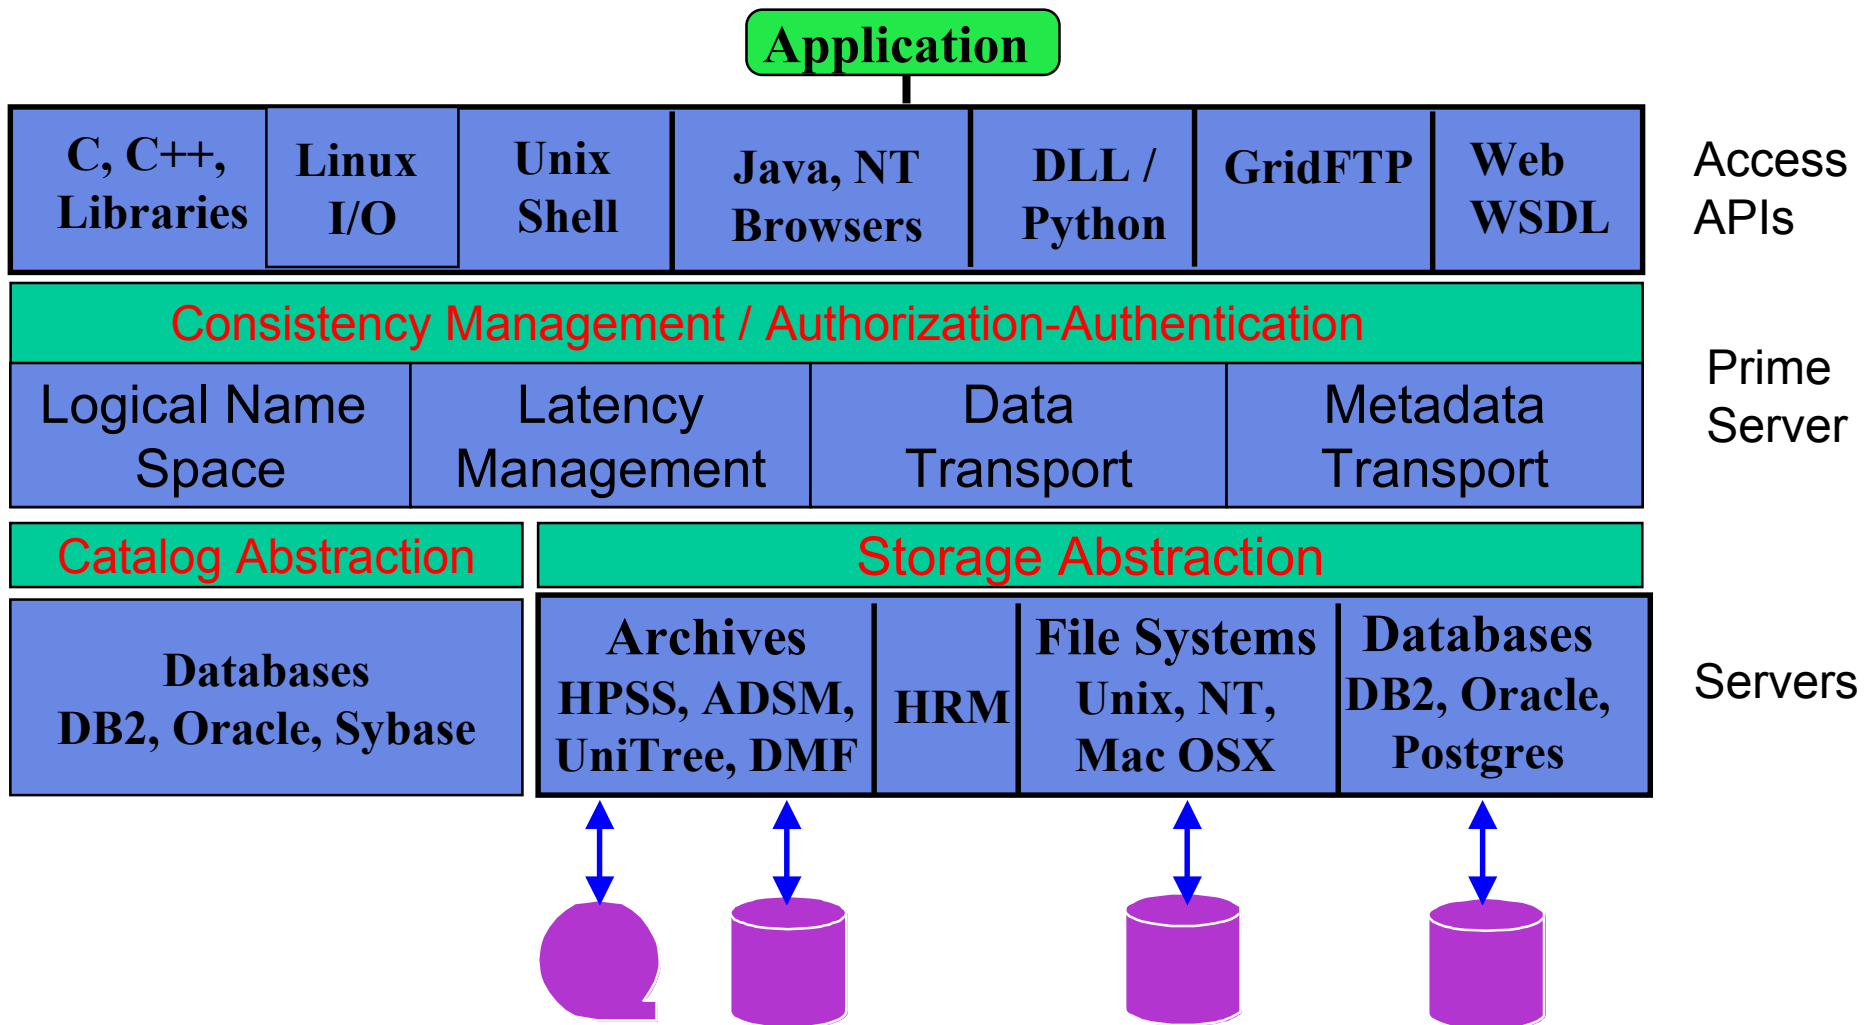 Application
C, C++,
Libraries
Linux
I/O
Unix
Shell
Java, NT
Browsers
DLL /
Python
GridFTP
Web
WSDL
Access
APIs
Consistency Management / Authorization-Authentication
Logical Name
Space
Latency
Management
Data
Transport
Metadata
Transport
Prime
Server
Catalog Abstraction
Storage Abstraction
Databases
DB2, Oracle, Sybase
Archives
HPSS, ADSM,
UniTree, DMF
HRM
File Systems
Unix, NT,
Mac OSX
Databases
DB2, Oracle,
Postgres
Servers